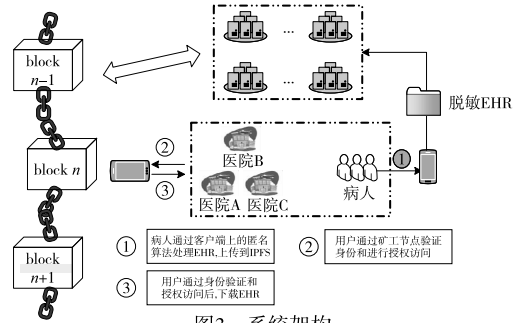 block
n–1
...
...
脱敏EHR
②
医院B
①
block n
③
医院A 医院C
病人
① 病人通过客户端上的匿名
算法处理EHR,上传到IPFS
② 用户通过矿工节点验证
身份和进行授权访问
block
n+1
③ 用户通过身份验证和
授权访问后,下载EHR
图2 系统架构